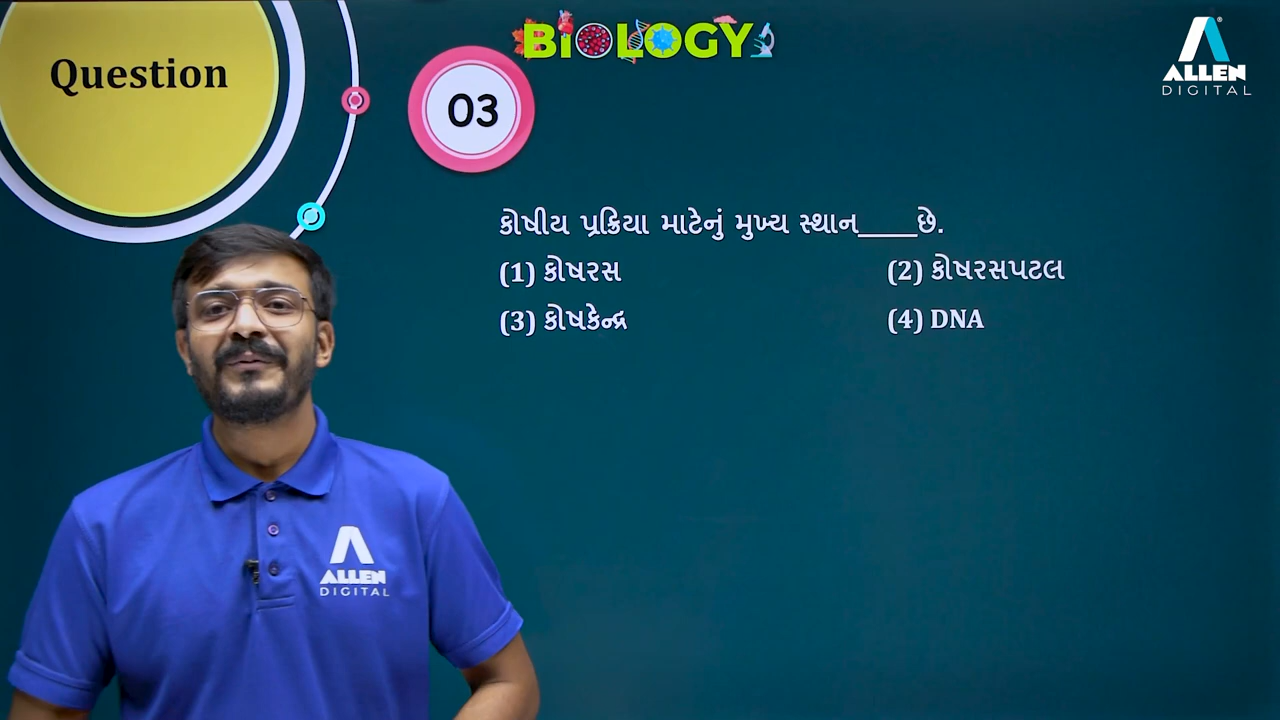 Question
BIOLOGY
ALLEN
DIGITAL
03
કોષીય પ્રક્રિયા માટેનું મુખ્ય સ્થાન____છે.
(1) કોષરસ
(2) કોષરસપટલ
(3) કોષકેન્દ્ર
(4) DNA
ALLEN
DIGITAL